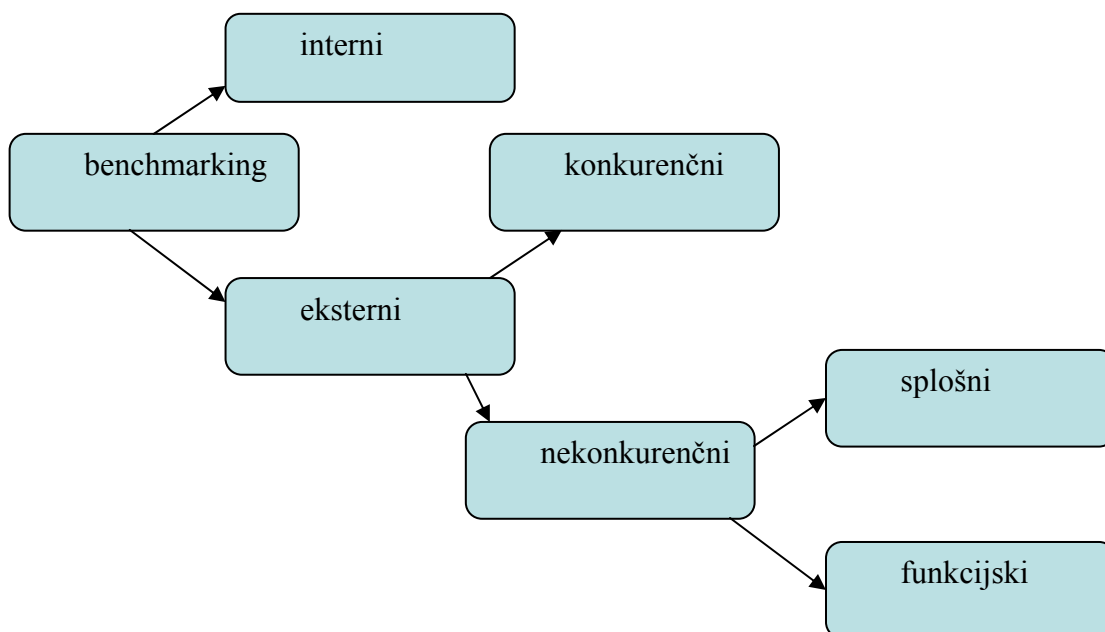 interni
benchmarking
konkurenčni
eksterni
splošni
nekonkurenčni
funkcijski